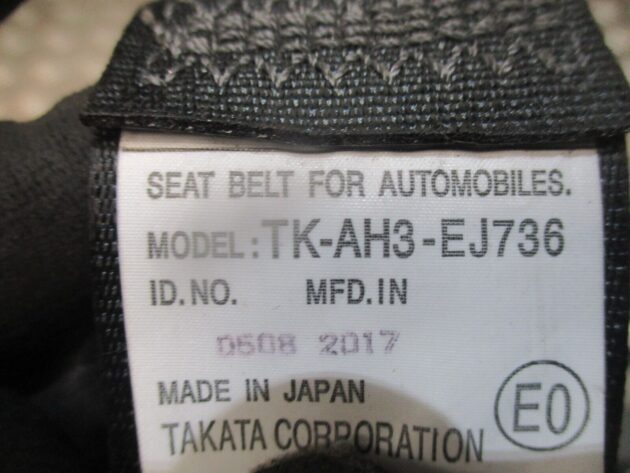 SEAT BELT FOR AUTOMOBILES.
MODEL: TK-AH3-EJ736
ID.NO. MFD.IN
0508 2017
MADE IN JAPAN
TAKATA CORPORATION
E0